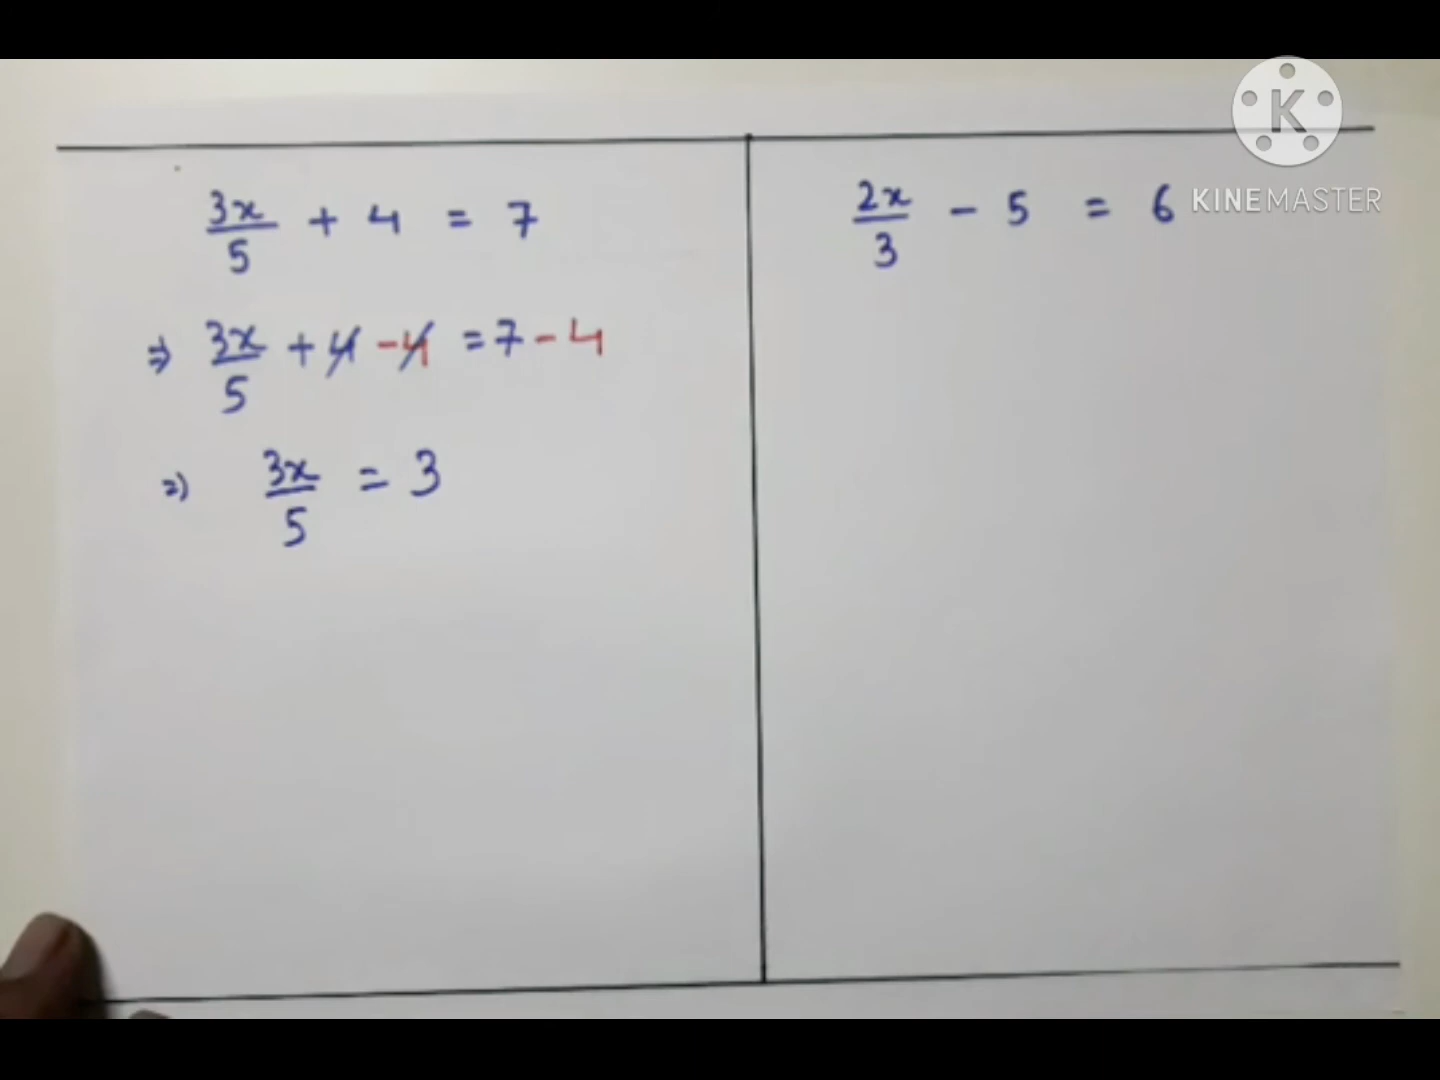 3x/5 + 4 = 7
⇒ 3x/5 + 4 - 4 = 7 - 4
⇒ 3x/5 = 3
2x/3 - 5 = 6
K
KINEMASTER